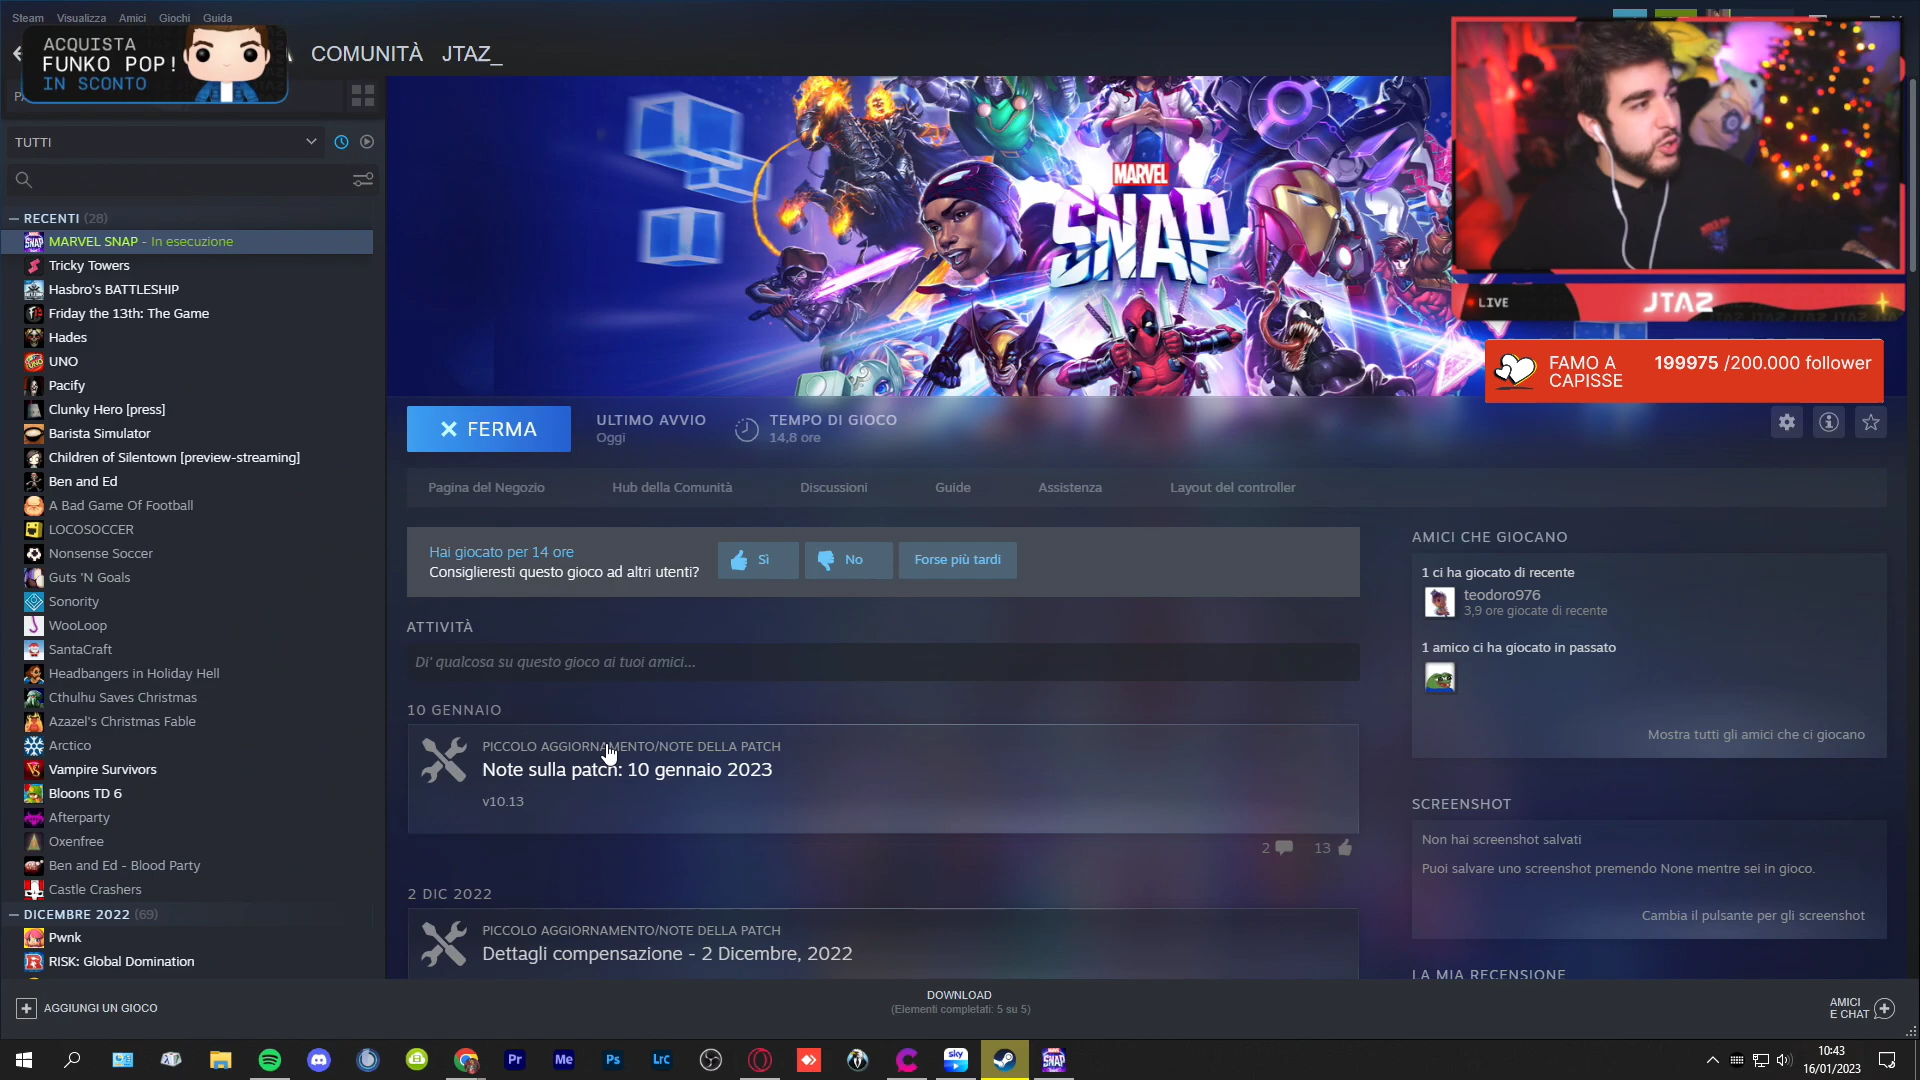 Steam Visualizza Amici Giochi Guida
ACQUISTA
FUNKO POP!
IN SCONTO
COMUNITÀ JTAZ_
TUTTI
RECENTI (28)
MARVEL SNAP - In esecuzione
Tricky Towers
Hasbro's BATTLESHIP
Friday the 13th: The Game
Hades
UNO
Pacify
Clunky Hero [press]
Barista Simulator
Children of Silentown [preview-streaming]
Ben and Ed
A Bad Game Of Football
LOCOSOCCER
Nonsense Soccer
Guts 'N Goals
Sonority
WooLoop
SantaCraft
Headbangers in Holiday Hell
Cthulhu Saves Christmas
Azazel's Christmas Fable
Arctico
Vampire Survivors
Bloons TD 6
Afterparty
Oxenfree
Ben and Ed - Blood Party
Castle Crashers
DICEMBRE 2022 (69)
Pwnk
RISK: Global Domination
AGGIUNGI UN GIOCO
MARVEL
SNAP
LIVE
JTAZ
FAMO A
CAPISSE
199975 /200.000 follower
FERMA
ULTIMO AVVIO
Oggi
TEMPO DI GIOCO
14,8 ore
Pagina del Negozio Hub della Comunità Discussioni Guide Assistenza Layout del controller
Hai giocato per 14 ore
Consiglieresti questo gioco ad altri utenti?
Sì No Forse più tardi
ATTIVITÀ
Di' qualcosa su questo gioco ai tuoi amici...
10 GENNAIO
PICCOLO AGGIORNAMENTO/NOTE DELLA PATCH
Note sulla patch: 10 gennaio 2023
v10.13
2 13
2 DIC 2022
PICCOLO AGGIORNAMENTO/NOTE DELLA PATCH
Dettagli compensazione - 2 Dicembre, 2022
AMICI CHE GIOCANO
1 ci ha giocato di recente
teodoro976
3,9 ore giocate di recente
1 amico ci ha giocato in passato
Mostra tutti gli amici che ci giocano
SCREENSHOT
Non hai screenshot salvati
Puoi salvare uno screenshot premendo None mentre sei in gioco.
Cambia il pulsante per gli screenshot
LA MIA RECENSIONE
DOWNLOAD
(Elementi completati: 5 su 5)
AMICI
E CHAT
Pr Me Ps Lrc sky SNAP
10:43
16/01/2023